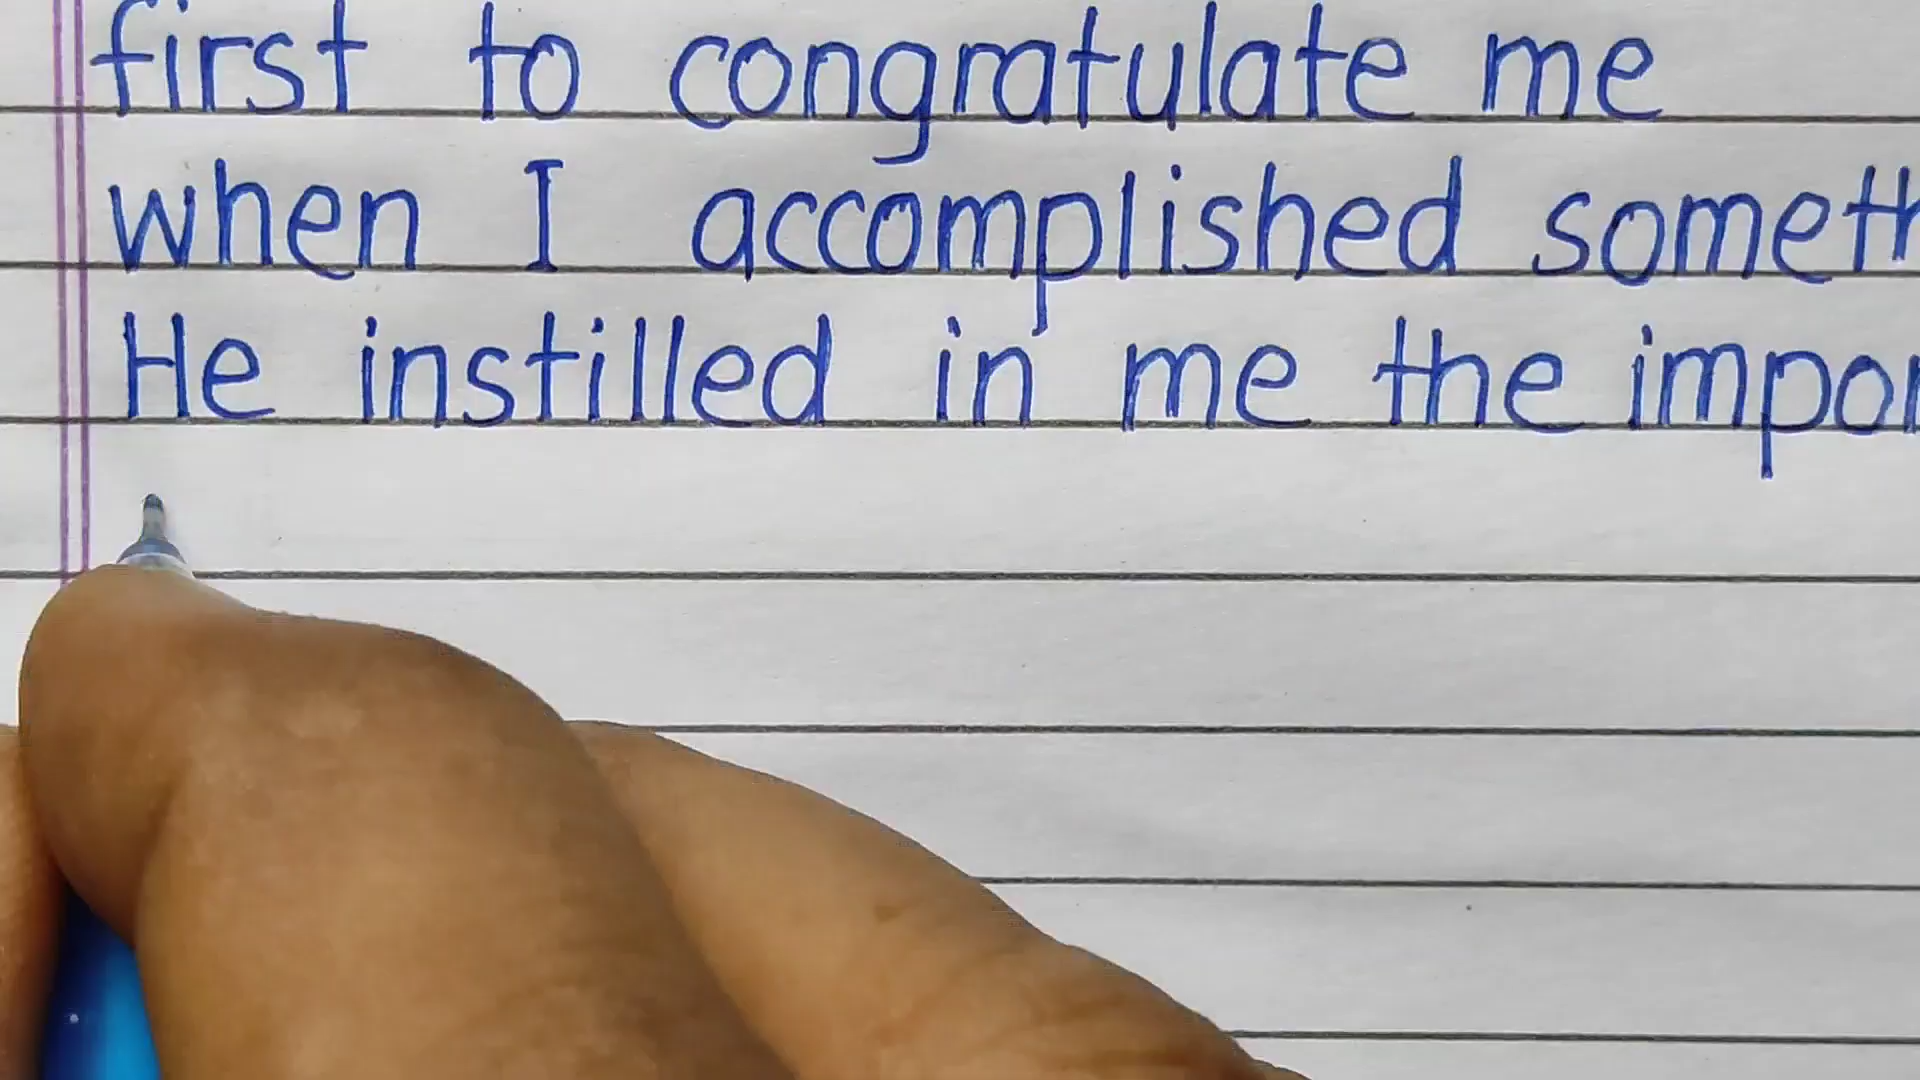 first to congratulate me
when I accomplished someth
He instilled in me the impor